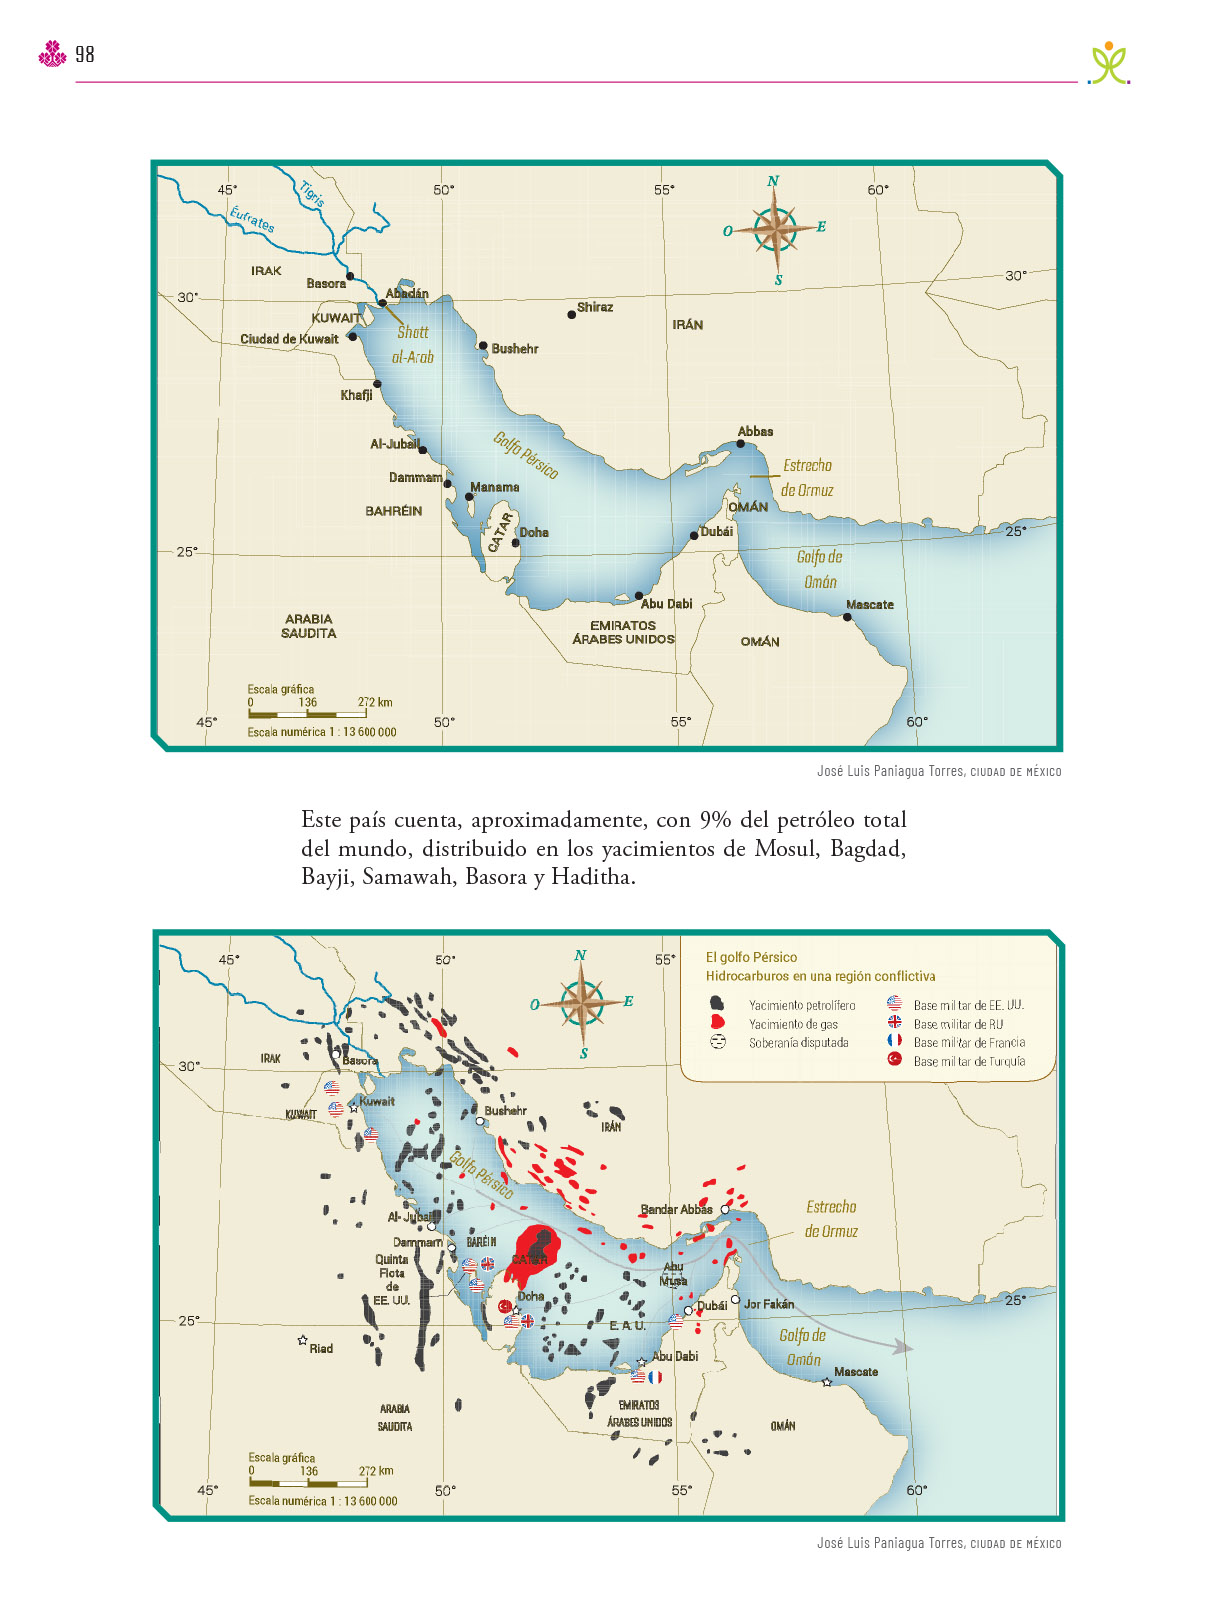 98
45°
50°
55°
60°
Tigris
Éufrates
N
O
E
S
IRAK
Basora
Abadán
30°
30°
KUWAIT
Shatt
al-Arab
Ciudad de Kuwait
Shiraz
IRÁN
Bushehr
Khafji
Golfo Pérsico
Abbas
Al-Jubail
Estrecho
de Ormuz
Dammam
Manama
BAHRÉIN
OMÁN
CATAR
Doha
Dubái
25°
25°
Golfo de
Omán
Abu Dabi
Mascate
ARABIA
SAUDITA
EMIRATOS
ÁRABES UNIDOS
OMÁN
Escala gráfica
0 136 272 km
Escala numérica 1 : 13 600 000
45°
50°
55°
60°
José Luis Paniagua Torres, CIUDAD DE MÉXICO
Este país cuenta, aproximadamente, con 9% del petróleo total
del mundo, distribuido en los yacimientos de Mosul, Bagdad,
Bayji, Samawah, Basora y Haditha.
45°
50°
55°
N
O
E
S
El golfo Pérsico
Hidrocarburos en una región conflictiva
Yacimiento petrolífero
Yacimiento de gas
Soberanía disputada
Base militar de EE. UU.
Base militar de RU
Base militar de Francia
Base militar de Turquía
IRAK
Basora
30°
KUWAIT
Kuwait
Bushehr
IRÁN
Golfo Pérsico
Al-Jubail
Bandar Abbas
Estrecho
de Ormuz
Dammam
BARÉIN
Quinta
Flota
de
EE. UU.
CATAR
Abu
Musa
Doha
Dubái
Jor Fakán
25°
25°
E. A. U.
Golfo de
Omán
Riad
Abu Dabi
Mascate
ARABIA
SAUDITA
EMIRATOS
ÁRABES UNIDOS
OMÁN
Escala gráfica
0 136 272 km
Escala numérica 1 : 13 600 000
45°
50°
55°
60°
José Luis Paniagua Torres, CIUDAD DE MÉXICO